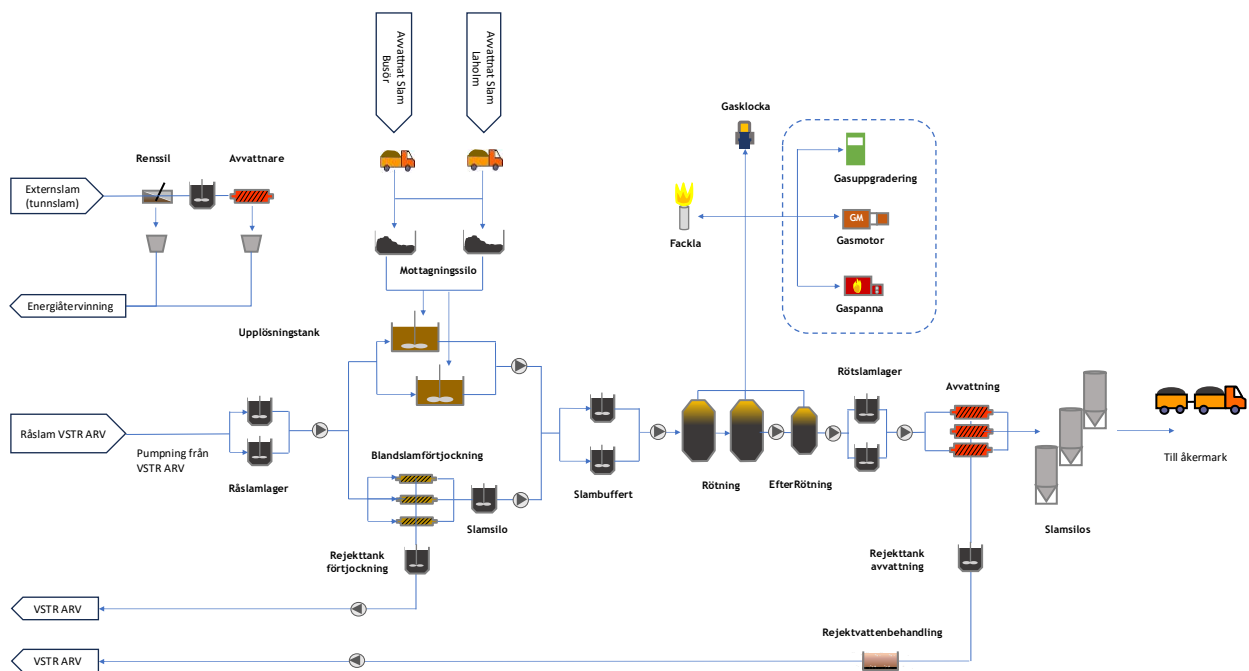 Avvattnat Slam
Busör
Avvattnat Slam
Laholm
Gasklocka
Renssil
Avvattnare
Externslam
(tunnslam)
Gasuppgradering
GM
Fackla
Gasmotor
Mottagningssilo
Energiåtervinning
Gaspanna
Upplösningstank
Rötslamlager
Avvattning
Råslam VSTR ARV
Pumpning från
VSTR ARV
Blandslamförtjockning
Till åkermark
Råslamlager
Rötning
EfterRötning
Slambuffert
Slamsilo
Slamsilos
Rejekttank
förtjockning
Rejekttank
avvattning
VSTR ARV
Rejektvattenbehandling
VSTR ARV